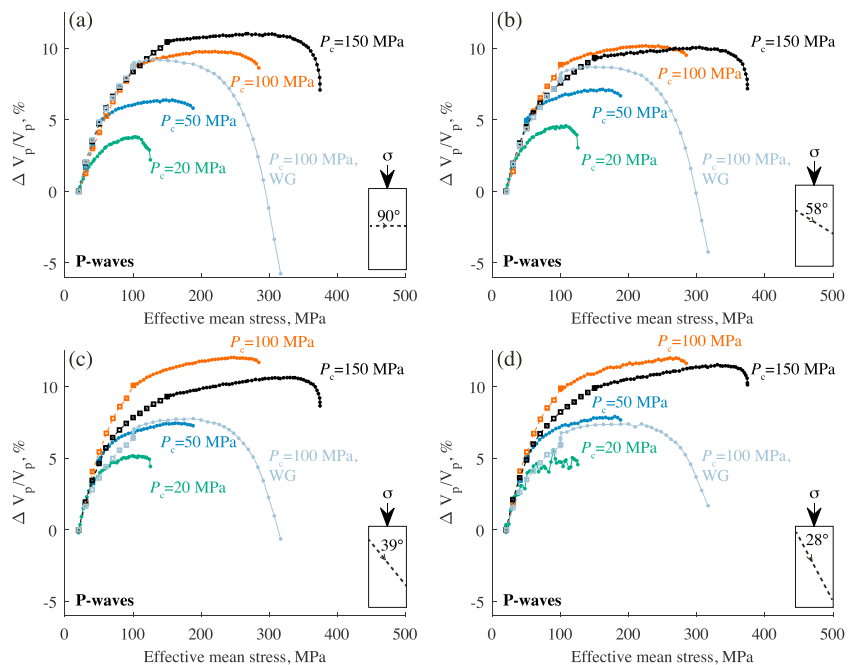 (a)
10
5
0
-5
Δ Vp/Vp, %
Pc=150 MPa
Pc=100 MPa
Pc=50 MPa
Pc=20 MPa
Pc=100 MPa,
WG
σ
90°
P-waves
0 100 200 300 400 500
Effective mean stress, MPa
(b)
10
5
0
-5
Δ Vp/Vp, %
Pc=150 MPa
Pc=100 MPa
Pc=50 MPa
Pc=20 MPa
Pc=100 MPa,
WG
σ
58°
P-waves
0 100 200 300 400 500
Effective mean stress, MPa
(c)
10
5
0
-5
Δ Vp/Vp, %
Pc=100 MPa
Pc=150 MPa
Pc=50 MPa
Pc=20 MPa
Pc=100 MPa,
WG
σ
39°
P-waves
0 100 200 300 400 500
Effective mean stress, MPa
(d)
10
5
0
-5
Δ Vp/Vp, %
Pc=100 MPa
Pc=150 MPa
Pc=50 MPa
Pc=20 MPa
Pc=100 MPa,
WG
σ
28°
P-waves
0 100 200 300 400 500
Effective mean stress, MPa